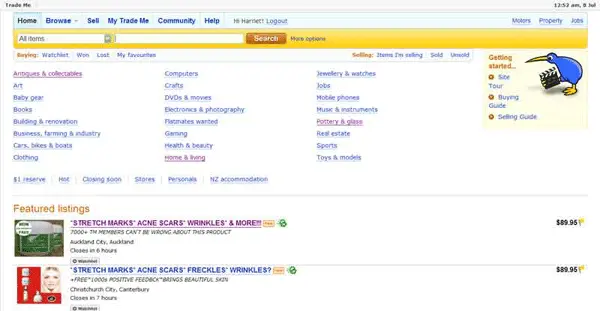 Trade Me
12:52 am, 8 Jul
Home Browse Sell My Trade Me Community Help Hi Harriett Logout
Motors Property Jobs
All items Search More options
Buying: Watchlist Won Lost My favourites
Selling: Items I'm selling Sold Unsold
Getting started...
Site Tour
Buying Guide
Selling Guide
Antiques & collectables Computers Jewellery & watches
Art Crafts Jobs
Baby gear DVDs & movies Mobile phones
Books Electronics & photography Music & instruments
Building & renovation Flatmates wanted Pottery & glass
Business, farming & industry Gaming Real estate
Cars, bikes & boats Health & beauty Sports
Clothing Home & living Toys & models
$1 reserve Hot Closing soon Stores Personals NZ accommodation
Featured listings
*STRETCH MARKS* ACNE SCARS* WRINKLES* & MORE!!!
$89.95
7000+ TM MEMBERS CAN'T BE WRONG ABOUT THIS PRODUCT
Auckland City, Auckland
Closes in 6 hours
Watchlist
*STRETCH MARKS* ACNE SCARS* FRECKLES* WRINKLES?
$89.95
+FREE*1000s POSITIVE FEEDBCK*BRINGS BEAUTIFUL SKIN
Christchurch City, Canterbury
Closes in 7 hours
Watchlist